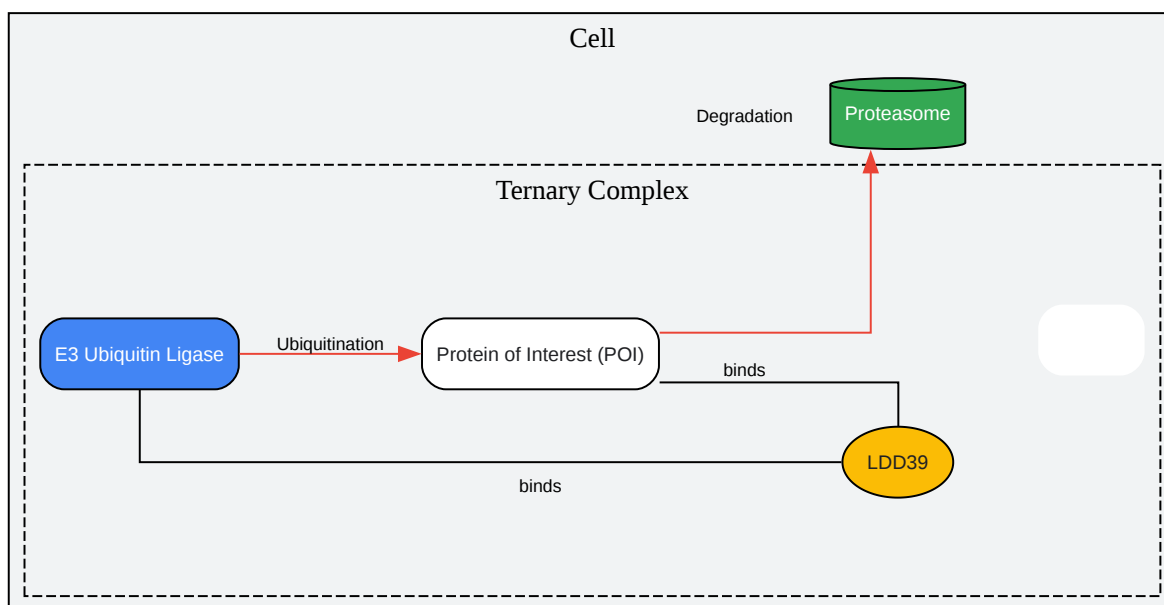 Cell
Degradation
Proteasome
Ternary Complex
E3 Ubiquitin Ligase
Ubiquitination
Protein of Interest (POI)
binds
LDD39
binds